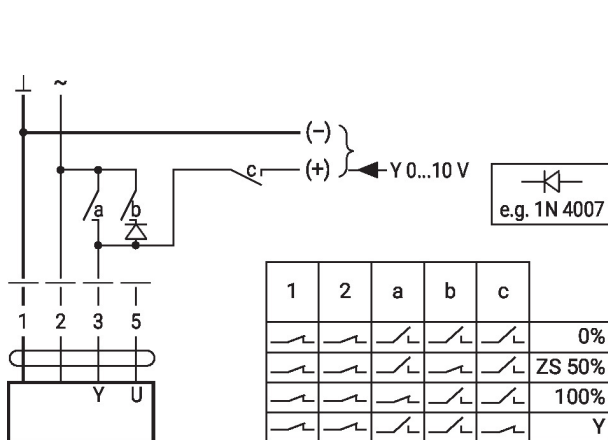 ⊥ ~
(–)
(+) Y 0...10 V
c
a b
e.g. 1N 4007
1 2 3 5
Y U
1 2 a b c
0%
ZS 50%
100%
Y